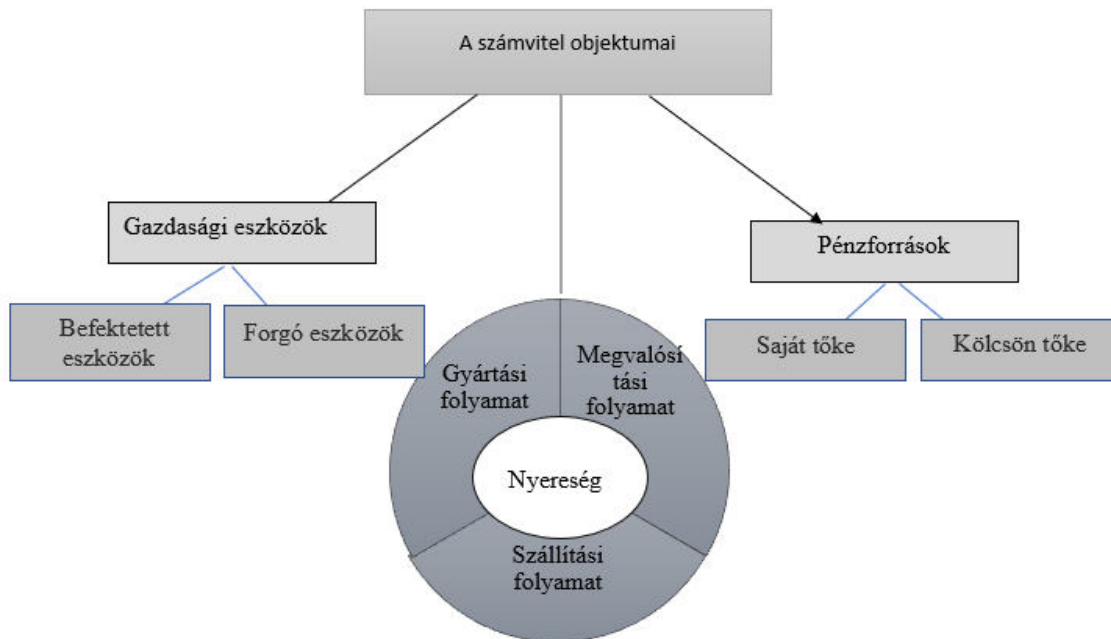 A számvitel objektumai
Gazdasági eszközök
Pénzforrások
Befektetett
eszközök
Forgó eszközök
Saját tőke
Kölcsön tőke
Gyártási
folyamat
Megvalósí
tási
folyamat
Nyereség
Szállítási
folyamat